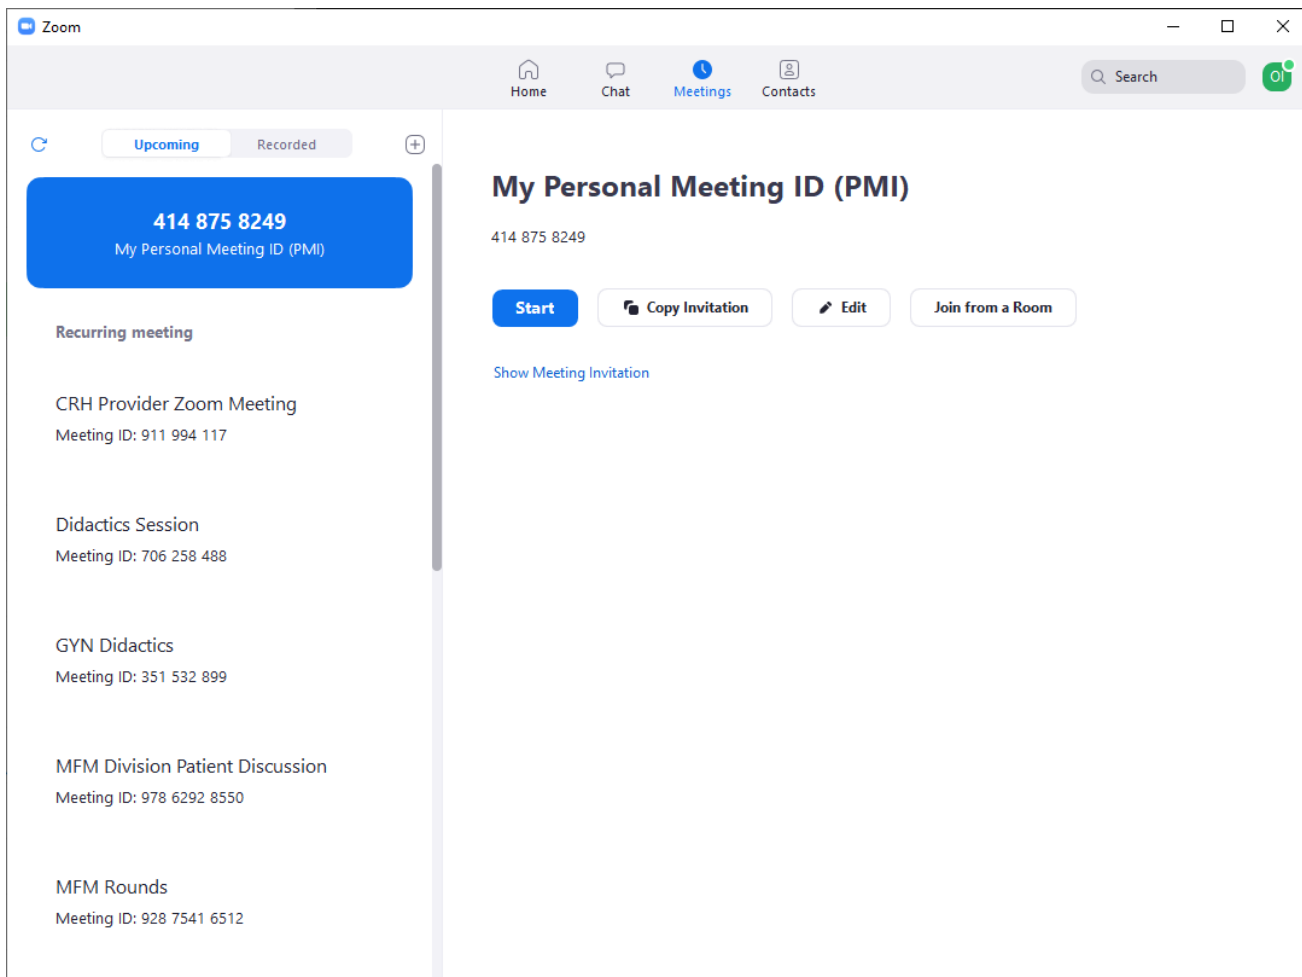 Zoom
Home Chat Meetings Contacts
Search
OI
Upcoming Recorded
414 875 8249
My Personal Meeting ID (PMI)
Recurring meeting
CRH Provider Zoom Meeting
Meeting ID: 911 994 117
Didactics Session
Meeting ID: 706 258 488
GYN Didactics
Meeting ID: 351 532 899
MFM Division Patient Discussion
Meeting ID: 978 6292 8550
MFM Rounds
Meeting ID: 928 7541 6512
My Personal Meeting ID (PMI)
414 875 8249
Start Copy Invitation Edit Join from a Room
Show Meeting Invitation